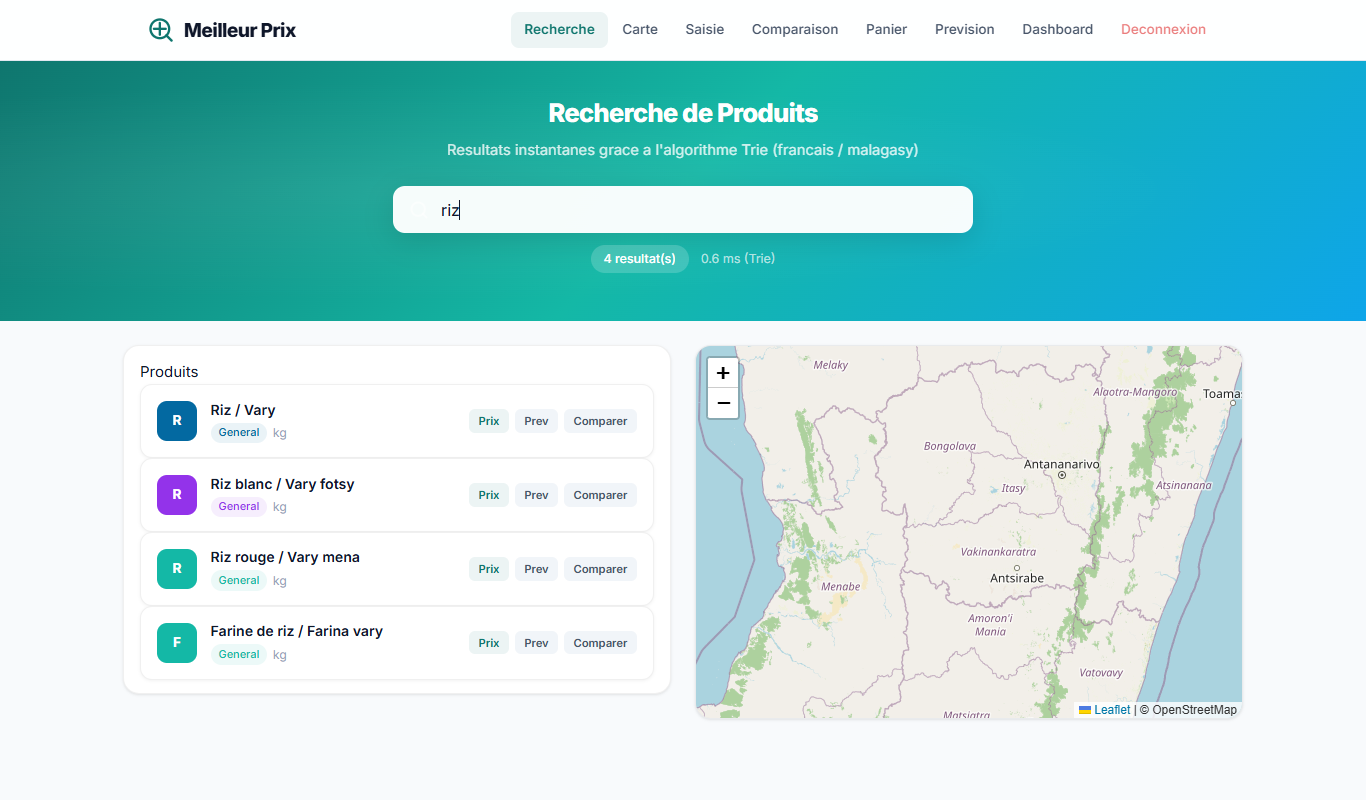 Meilleur Prix
Recherche Carte Saisie Comparaison Panier Prevision Dashboard Deconnexion
Recherche de Produits
Resultats instantanes grace a l'algorithme Trie (francais / malagasy)
riz
4 resultat(s) 0.6 ms (Trie)
Produits
R Riz / Vary
General kg
Prix Prev Comparer
R Riz blanc / Vary fotsy
General kg
Prix Prev Comparer
R Riz rouge / Vary mena
General kg
Prix Prev Comparer
F Farine de riz / Farina vary
General kg
Prix Prev Comparer
+
−
Melaky
Alaotra-Mangoro
Toamas
Bongolava
Antananarivo
Itasy
Atsinanana
Vakinankaratra
Antsirabe
Menabe
Amoron'i
Mania
Vatovavy
Matsiatra
Leaflet | © OpenStreetMap